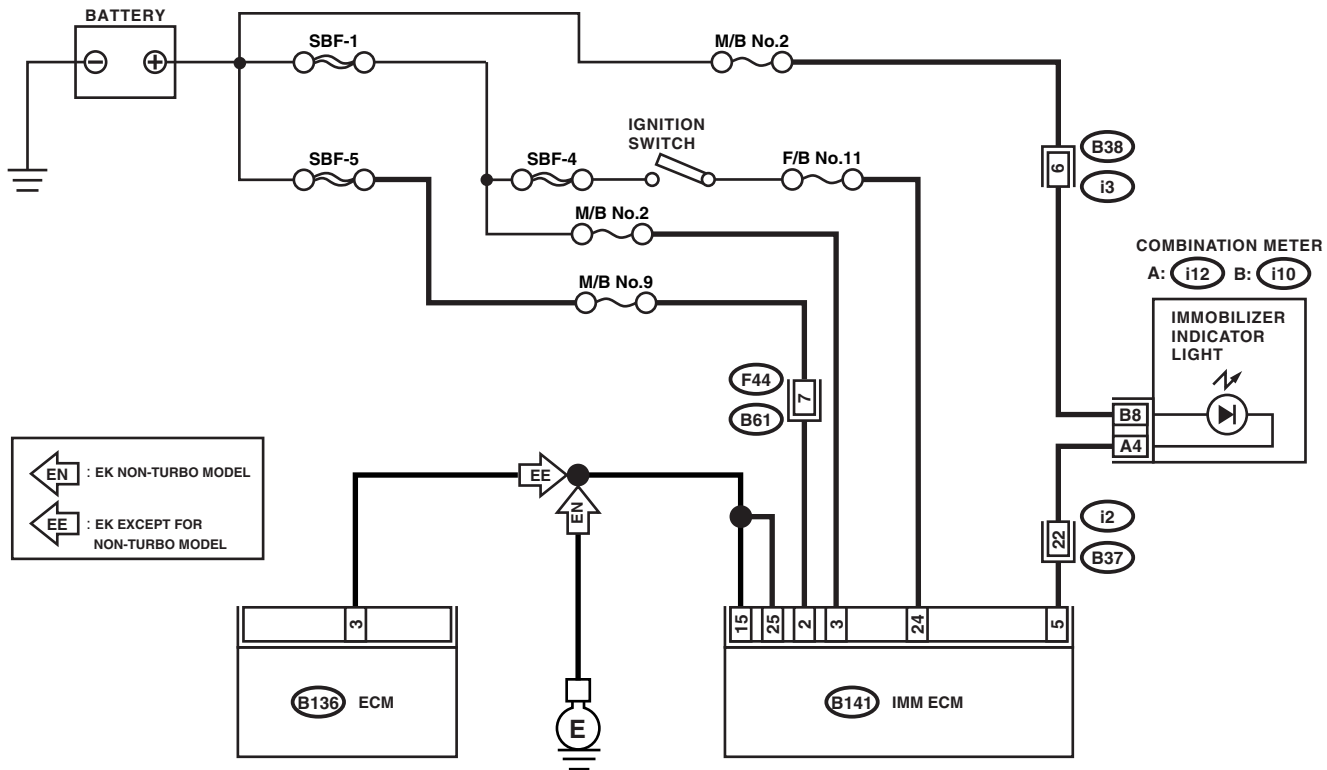 BATTERY
SBF-1
M/B No.2
IGNITION
SWITCH
SBF-5
SBF-4
F/B No.11
B38
6
i3
M/B No.2
COMBINATION METER
A: i12 B: i10
M/B No.9
IMMOBILIZER
INDICATOR
LIGHT
F44
7
B61
B8
A4
EN : EK NON-TURBO MODEL
EE : EK EXCEPT FOR
NON-TURBO MODEL
EE
EN
i2
22
B37
3
15 25 2 3 24 5
B136 ECM
E
B141 IMM ECM